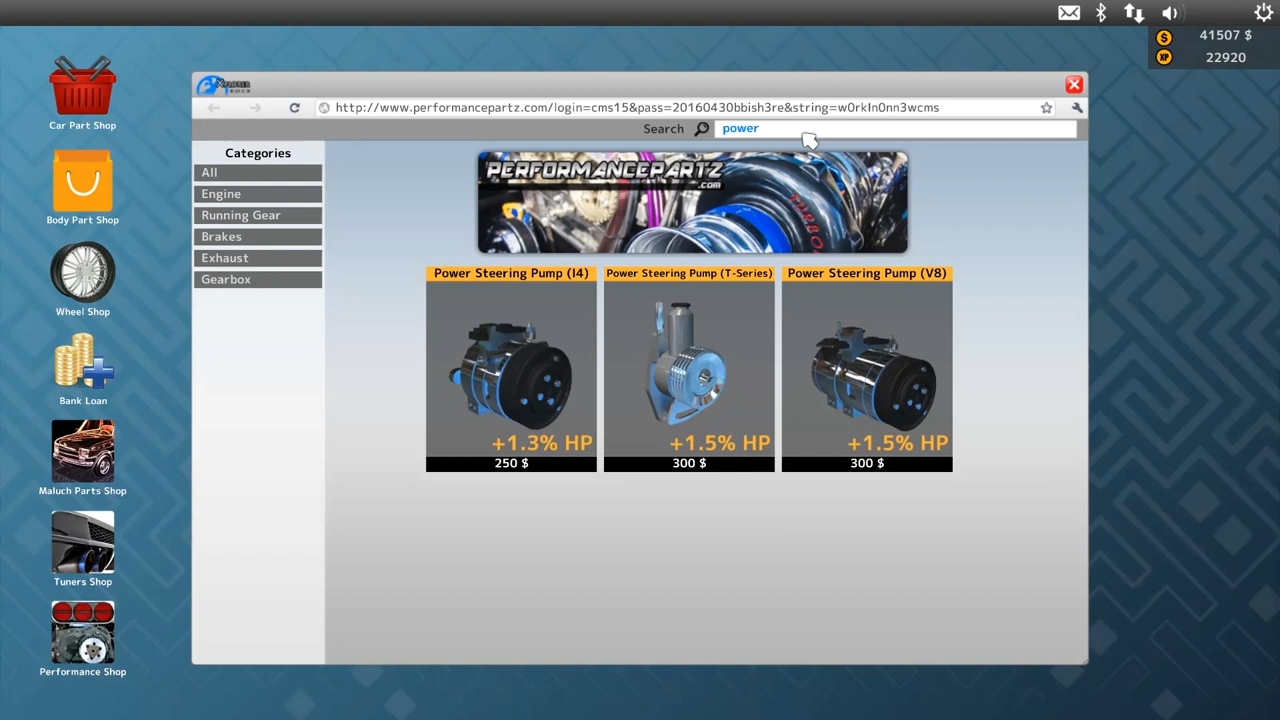 41507 $
22920
Car Part Shop
Body Part Shop
Wheel Shop
Bank Loan
Maluch Parts Shop
Tuners Shop
Performance Shop
http://www.performancepartz.com/login=cms15&pass=20160430bbish3re&string=w0rkIn0nn3wcms
Search power
Categories
All
Engine
Running Gear
Brakes
Exhaust
Gearbox
PERFORMANCEPARTZ
.com
TURBO
Power Steering Pump (I4)
+1.3% HP
250 $
Power Steering Pump (T-Series)
+1.5% HP
300 $
Power Steering Pump (V8)
+1.5% HP
300 $